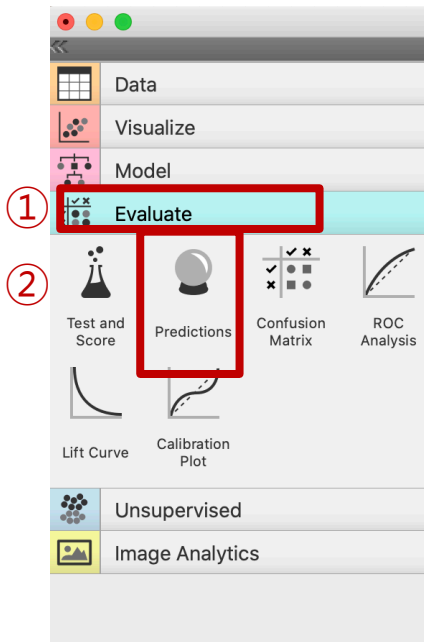 Data
Visualize
Model
① Evaluate
②
Test and
Score
Predictions
Confusion
Matrix
ROC
Analysis
Lift Curve
Calibration
Plot
Unsupervised
Image Analytics